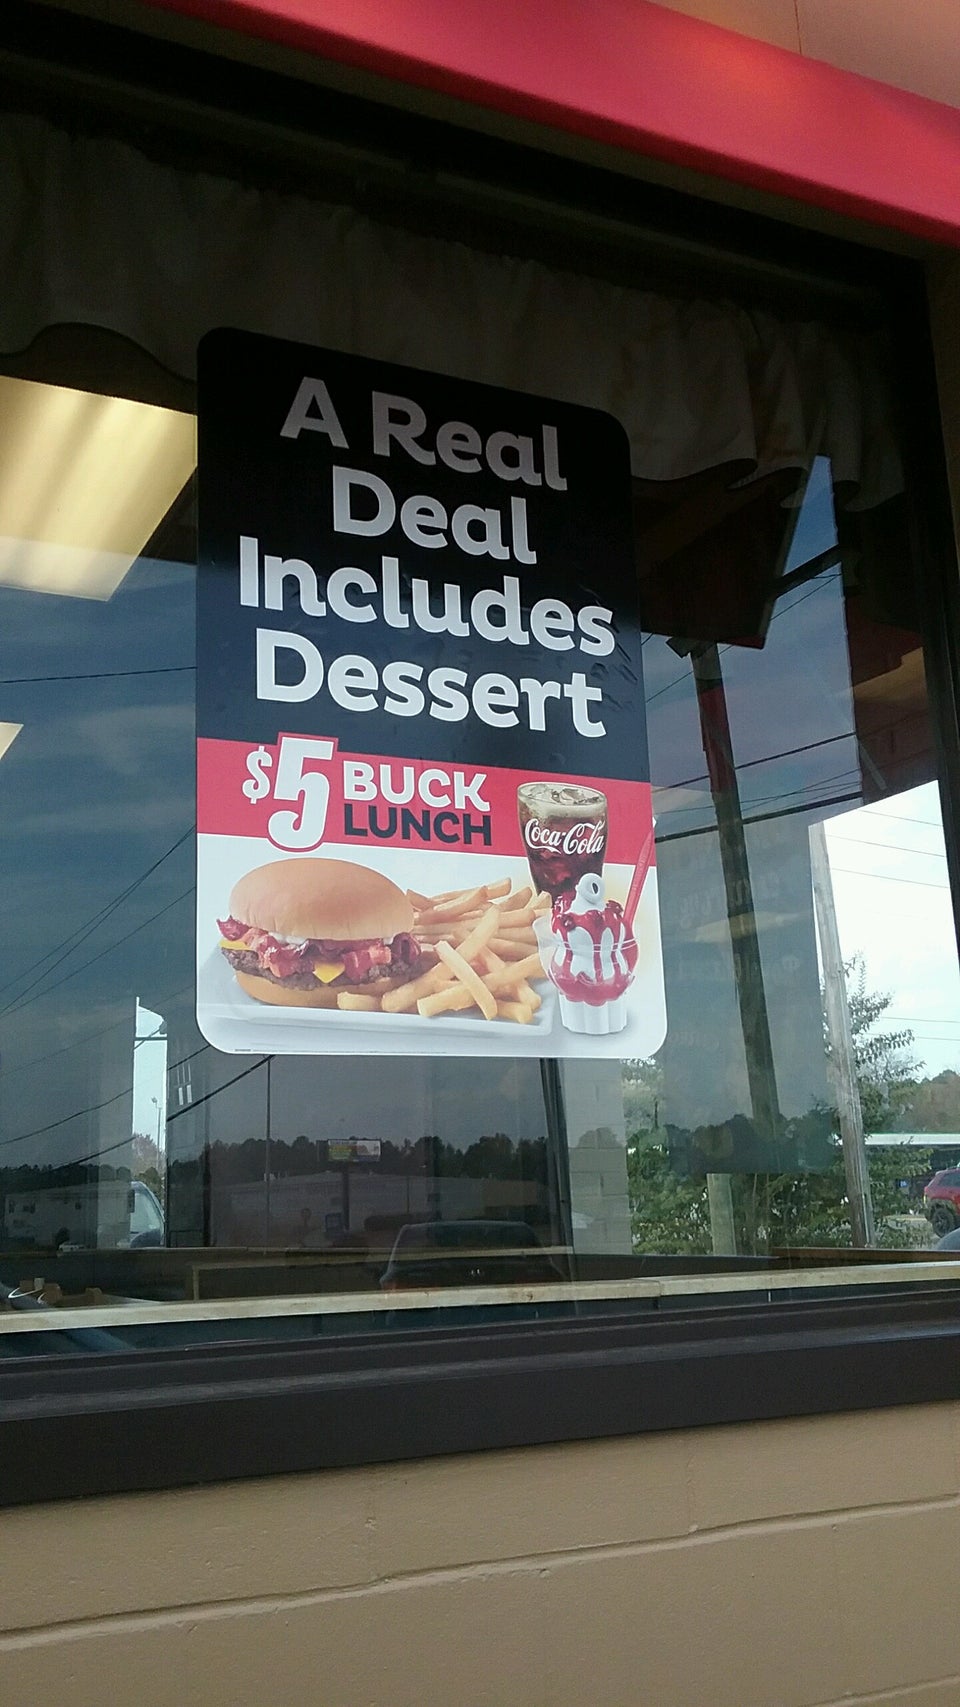 A Real
Deal
Includes
Dessert
$5 BUCK
LUNCH
Coca-Cola